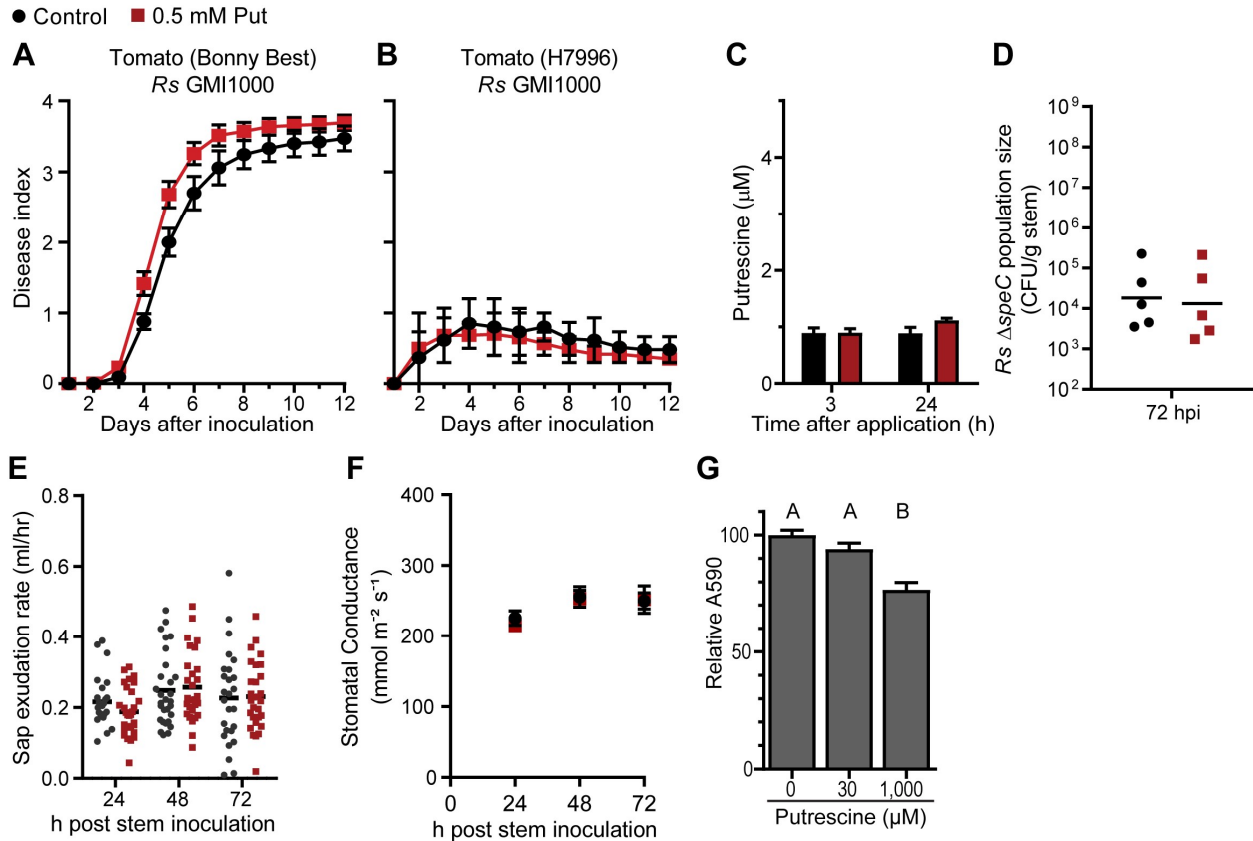 Control 0.5 mM Put
A Tomato (Bonny Best)
Rs GMI1000
Disease index
4
3
2
1
0
2 4 6 8 10 12
Days after inoculation
B Tomato (H7996)
Rs GMI1000
2 4 6 8 10 12
Days after inoculation
C
Putrescine (µM)
4
2
0
3 24
Time after application (h)
D
Rs ΔspeC population size
(CFU/g stem)
10⁹
10⁸
10⁷
10⁶
10⁵
10⁴
10³
10²
72 hpi
E
Sap exudation rate (ml/hr)
0.8
0.6
0.4
0.2
0.0
24 48 72
h post stem inoculation
F
Stomatal Conductance
(mmol m⁻² s⁻¹)
400
300
200
100
0
0 24 48 72
h post stem inoculation
G
Relative A590
100
50
0
A A B
0 30 1,000
Putrescine (µM)